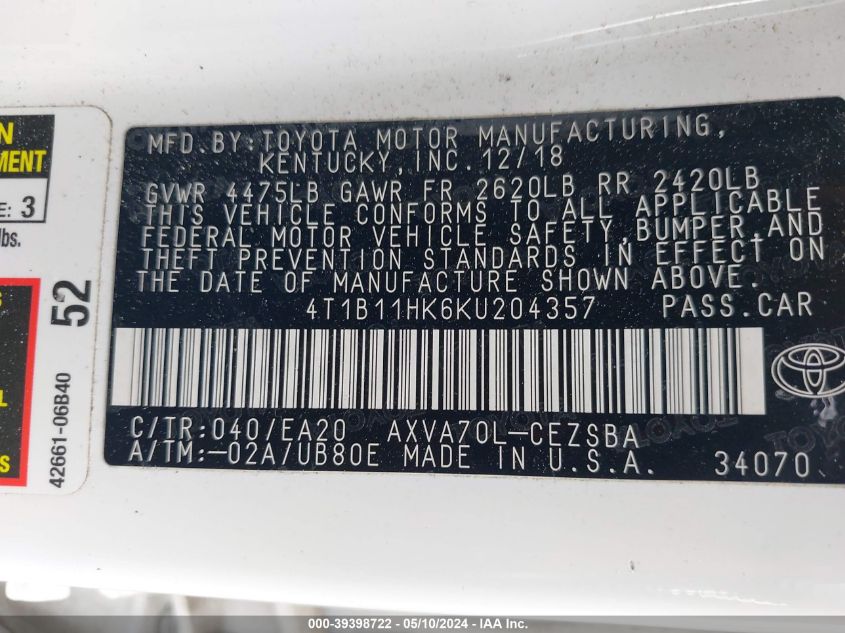 N
MENT
E: 3
lbs.
S
L
S
52
42661-06B40
MFD. BY: TOYOTA MOTOR MANUFACTURING,
KENTUCKY, INC. 12/18
GVWR 4475LB GAWR FR 2620LB RR 2420LB
THIS VEHICLE CONFORMS TO ALL APPLICABLE
FEDERAL MOTOR VEHICLE SAFETY, BUMPER, AND
THEFT PREVENTION STANDARDS IN EFFECT ON
THE DATE OF MANUFACTURE SHOWN ABOVE.
4T1B11HK6KU204357 PASS.CAR
C/TR: 040/EA20 AXVA70L-CEZSBA
A/TM: -02A/UB80E MADE IN U.S.A. 34070
000-39398722 - 05/10/2024 - IAA Inc.